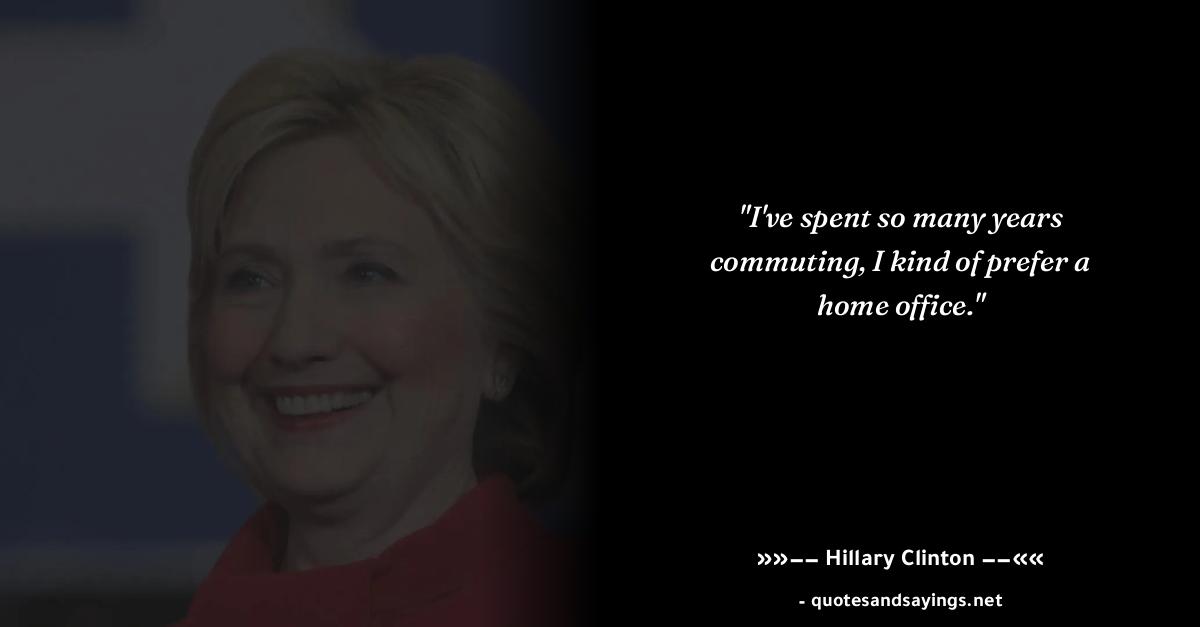 "I've spent so many years
commuting, I kind of prefer a
home office."
»»–– Hillary Clinton ––««
- quotesandsayings.net